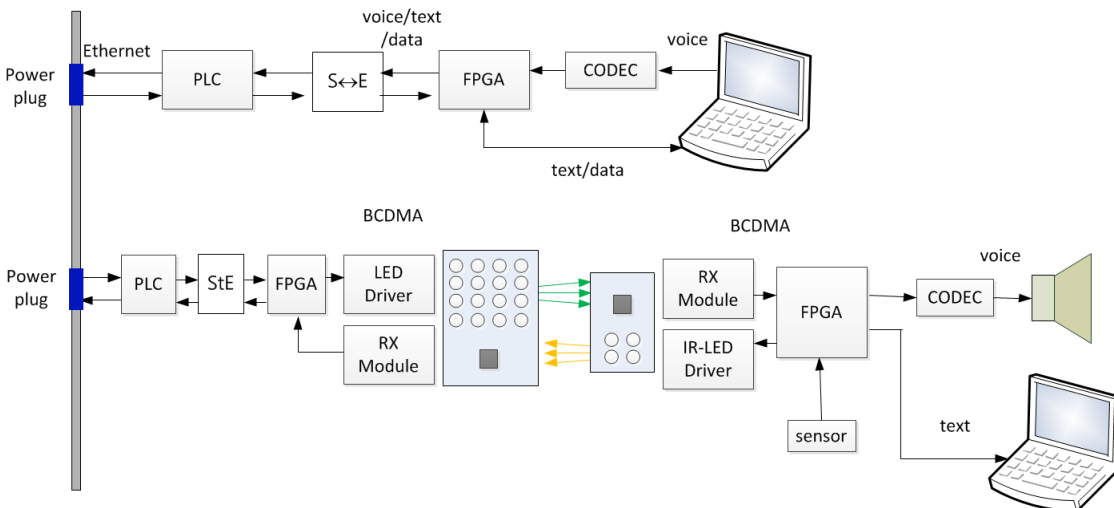 voice/text
/data
Ethernet
voice
Power
plug
PLC
S↔E
FPGA
CODEC
text/data
BCDMA
BCDMA
Power
plug
PLC
StE
FPGA
LED
Driver
RX
Module
RX
Module
IR-LED
Driver
FPGA
voice
CODEC
sensor
text